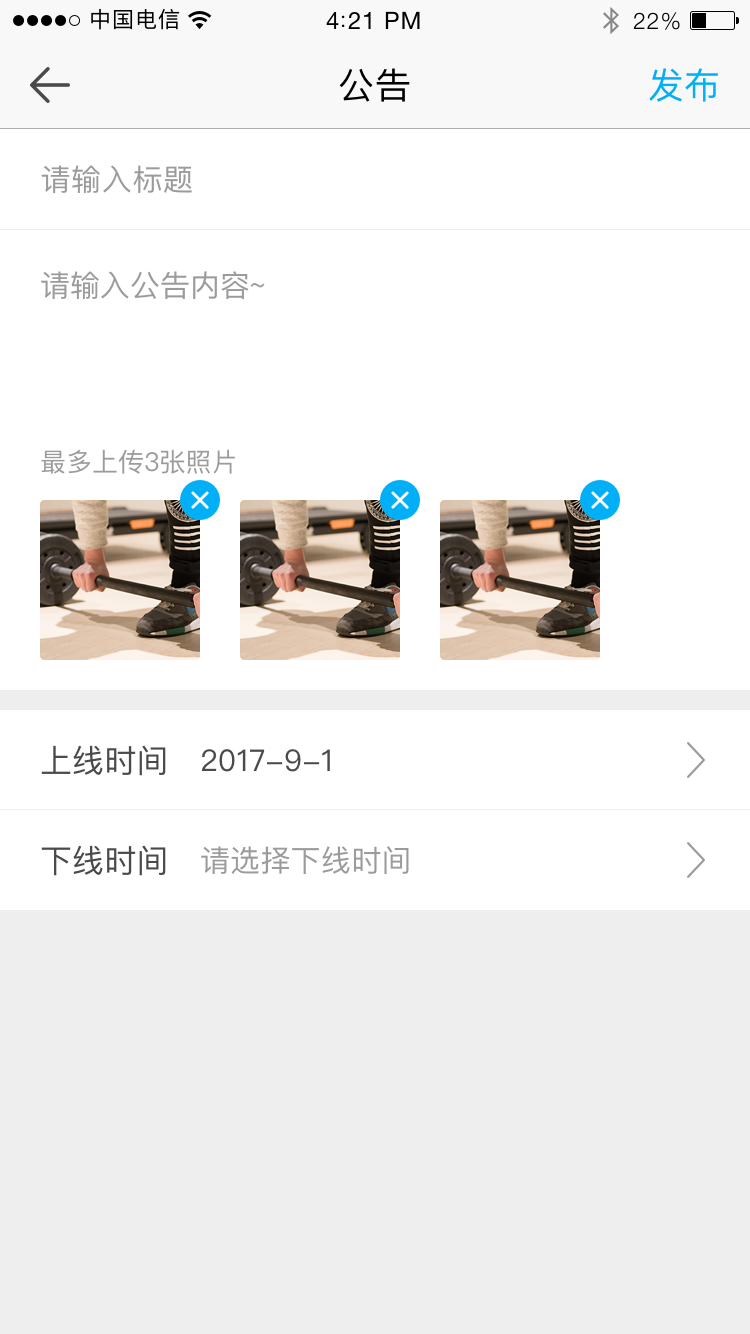 中国电信 4:21 PM 22%
公告 发布
请输入标题
请输入公告内容~
最多上传3张照片
上线时间 2017-9-1
下线时间 请选择下线时间